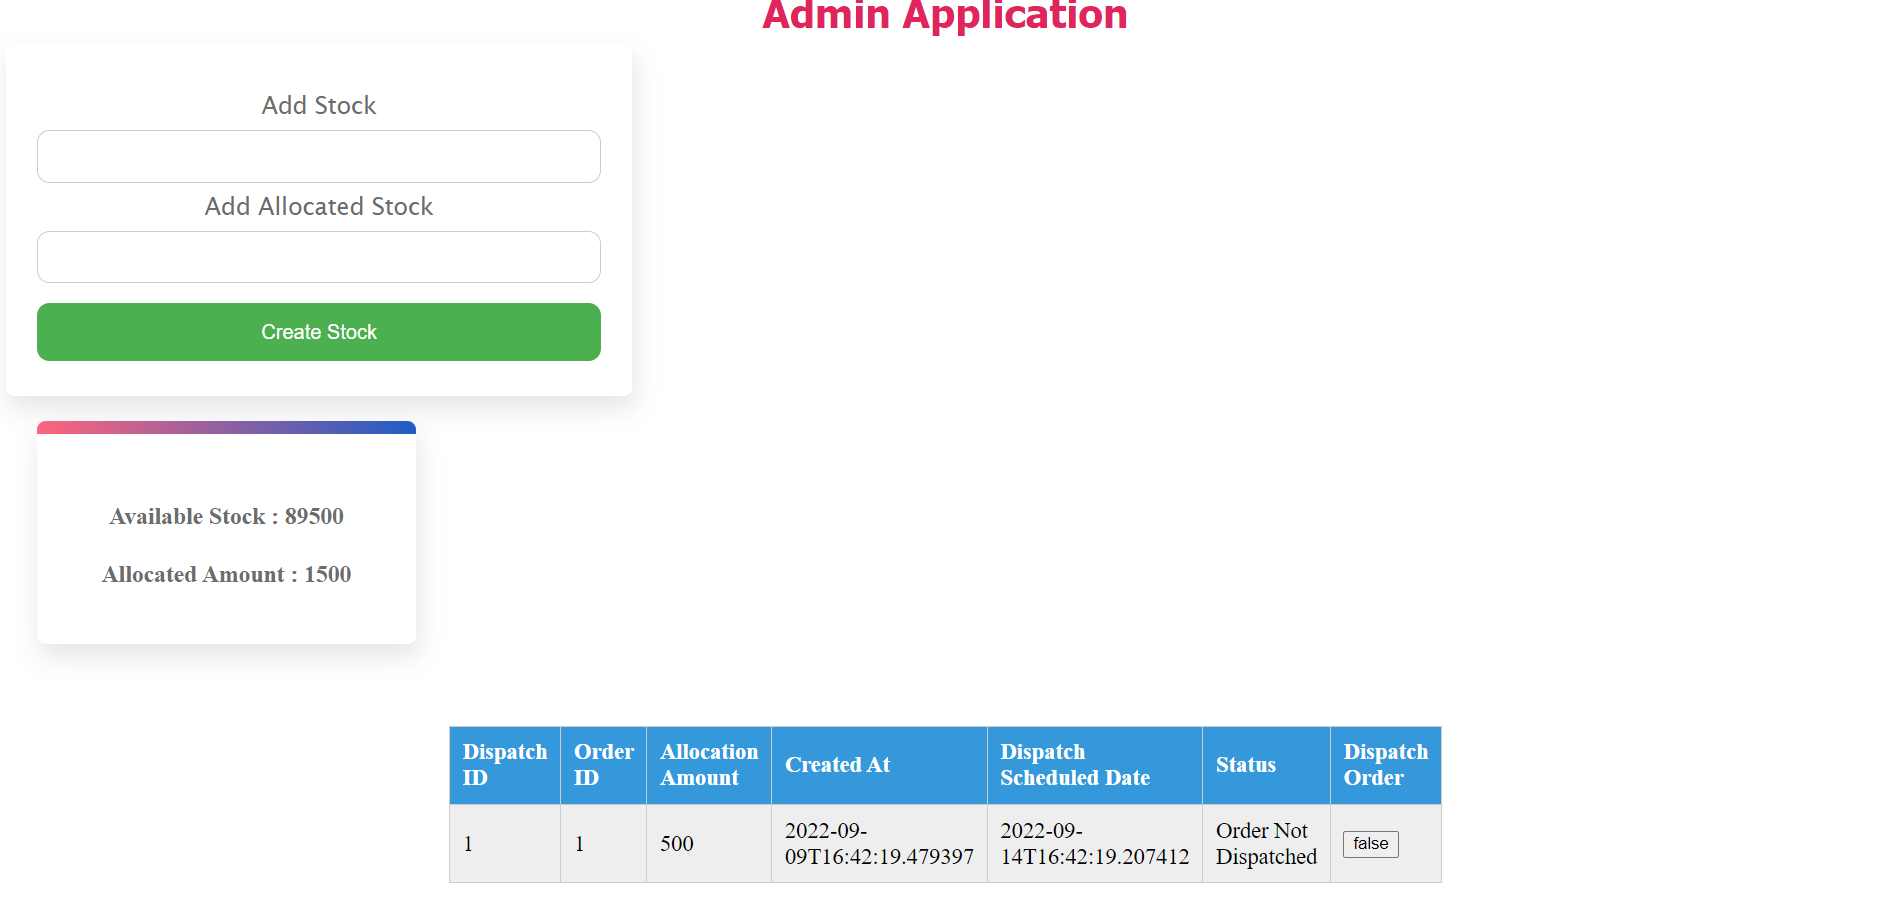 Admin Application
Add Stock
Add Allocated Stock
Create Stock
Available Stock : 89500
Allocated Amount : 1500
Dispatch ID
Order ID
Allocation Amount
Created At
Dispatch Scheduled Date
Status
Dispatch Order
1
1
500
2022-09-09T16:42:19.479397
2022-09-14T16:42:19.207412
Order Not Dispatched
false